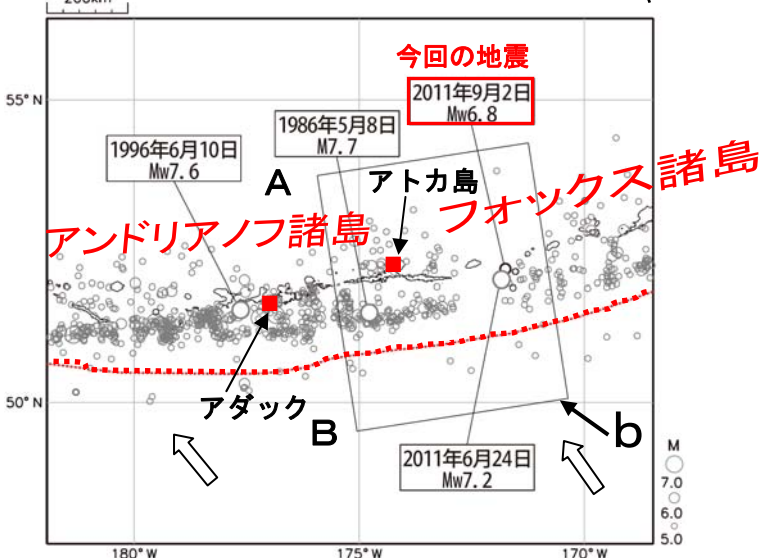 今回の地震
2011年9月2日
Mw6.8
55°N
1986年5月8日
M7.7
1996年6月10日
Mw7.6
A
アトカ島
フォックス諸島
アンドリアノフ諸島
アダック
50°N
B
b
2011年6月24日
Mw7.2
M
7.0
6.0
5.0
180°W
175°W
170°W